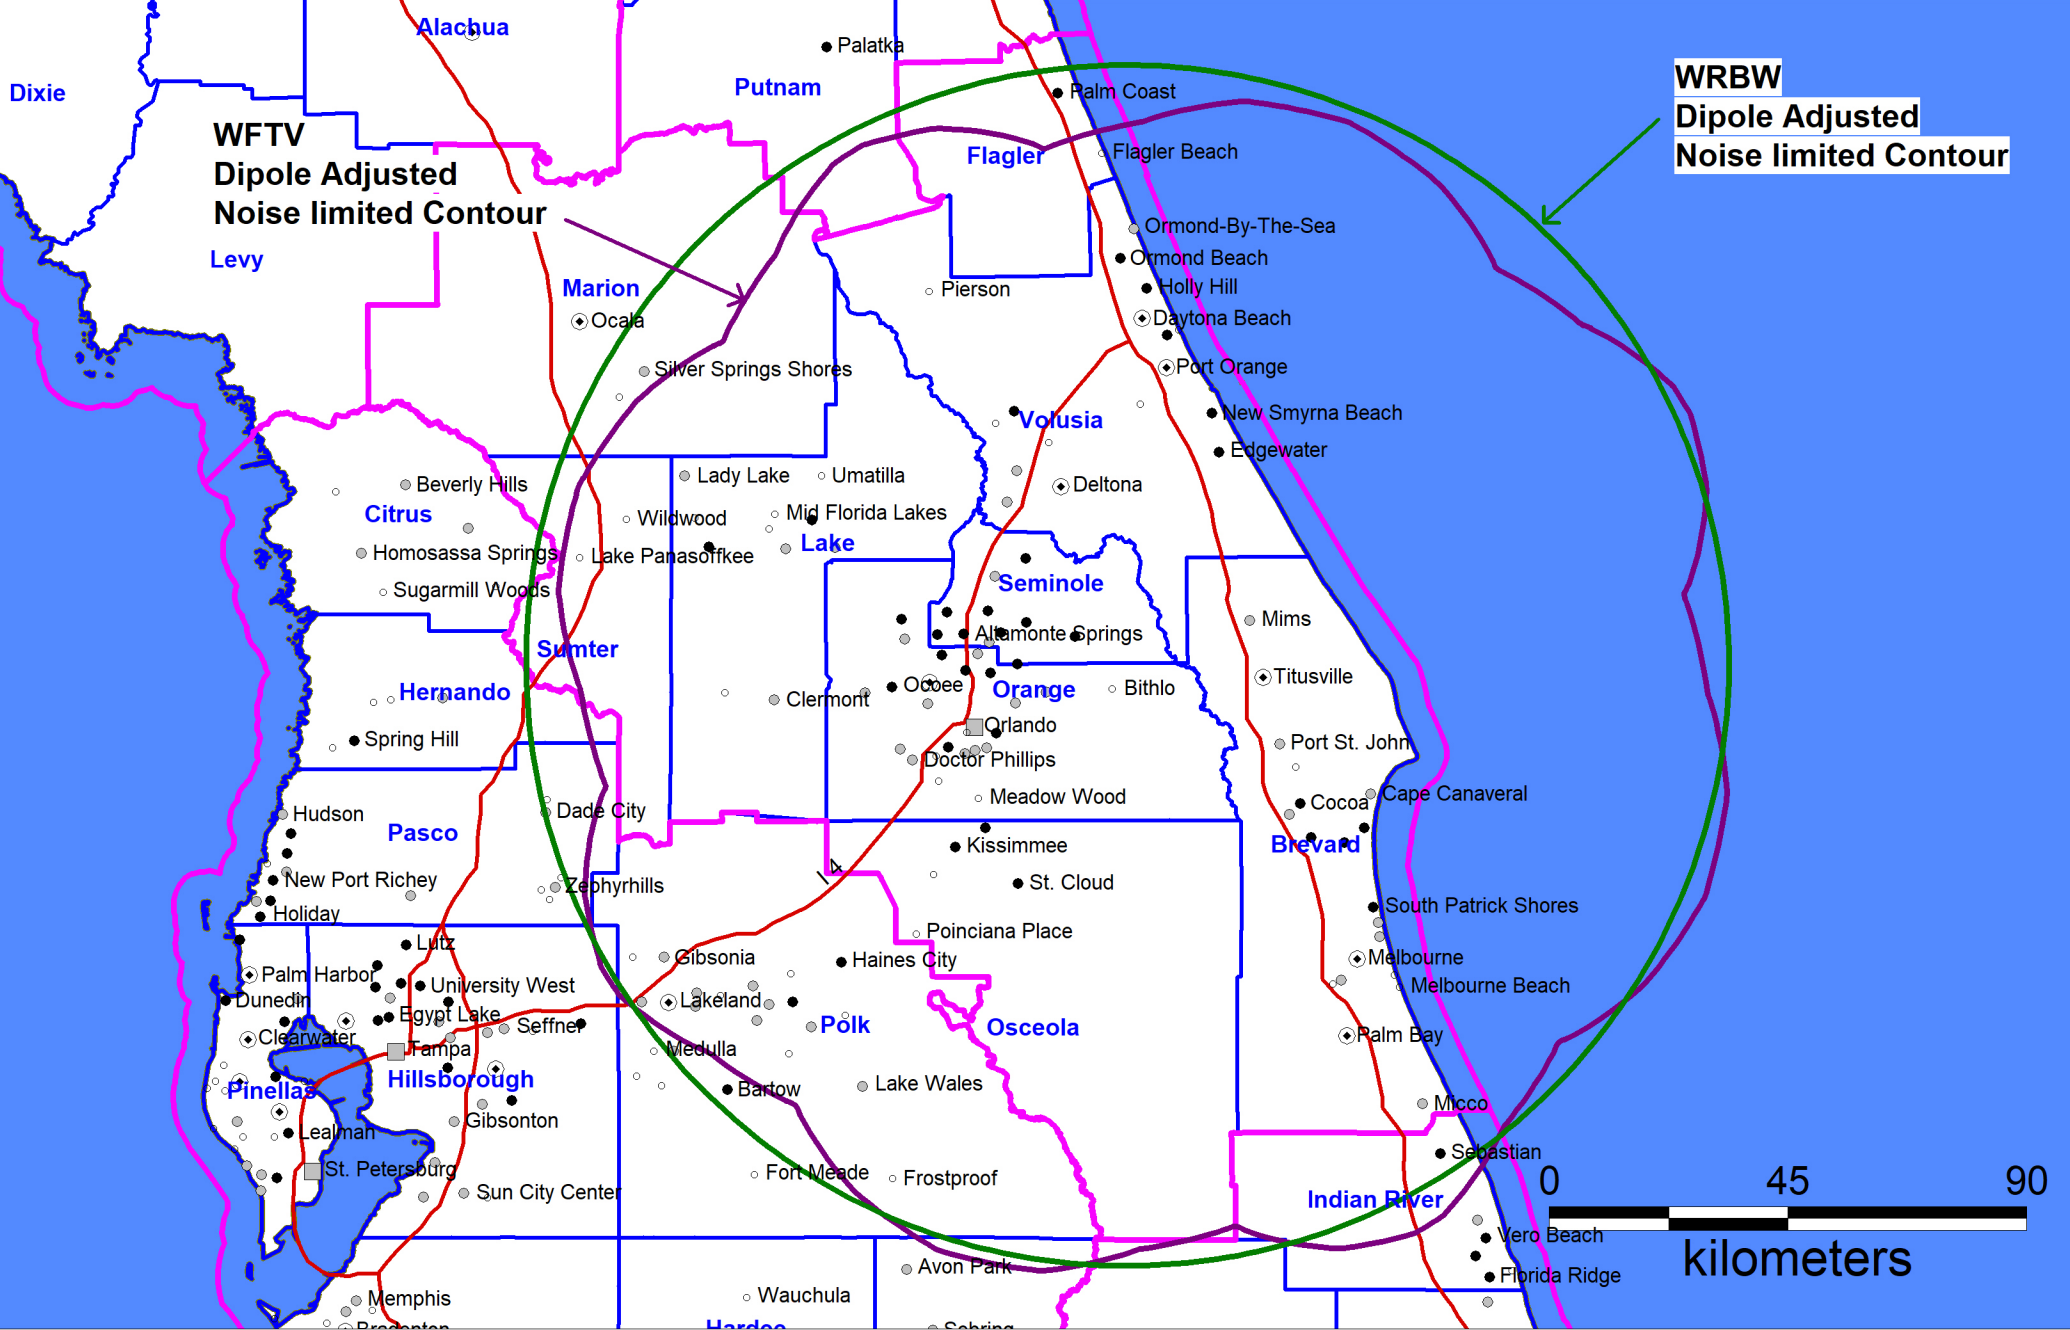 Alachua
Palatka
Dixie
Putnam
WRBW
Dipole Adjusted
Noise limited Contour
Palm Coast
WFTV
Dipole Adjusted
Noise limited Contour
Flagler
Flagler Beach
Levy
Ormond-By-The-Sea
Ormond Beach
Marion
Pierson
Holly Hill
Ocala
Daytona Beach
Silver Springs Shores
Port Orange
Volusia
New Smyrna Beach
Edgewater
Beverly Hills
Lady Lake
Umatilla
Deltona
Citrus
Wildwood
Mid Florida Lakes
Lake
Homosassa Springs
Lake Panasoffkee
Sugarmill Woods
Seminole
Mims
Sumter
Altamonte Springs
Hernando
Clermont
Ocoee
Orange
Bithlo
Titusville
Spring Hill
Orlando
Port St. John
Doctor Phillips
Meadow Wood
Cape Canaveral
Hudson
Dade City
Cocoa
Pasco
Kissimmee
Brevard
14
New Port Richey
Zephyrhills
St. Cloud
Holiday
South Patrick Shores
Lutz
Poinciana Place
Gibsonia
Haines City
Melbourne
Palm Harbor
University West
Melbourne Beach
Dunedin
Lakeland
Egypt Lake
Seffner
Polk
Osceola
Clearwater
Palm Bay
Tampa
Medulla
Pinellas
Hillsborough
Bartow
Lake Wales
Micco
Gibsonton
Lealman
Sebastian
St. Petersburg
Fort Meade
Frostproof
0 45 90
Sun City Center
Indian River
Vero Beach
kilometers
Avon Park
Florida Ridge
Memphis
Wauchula
Bradenton
Hardee
Sebring